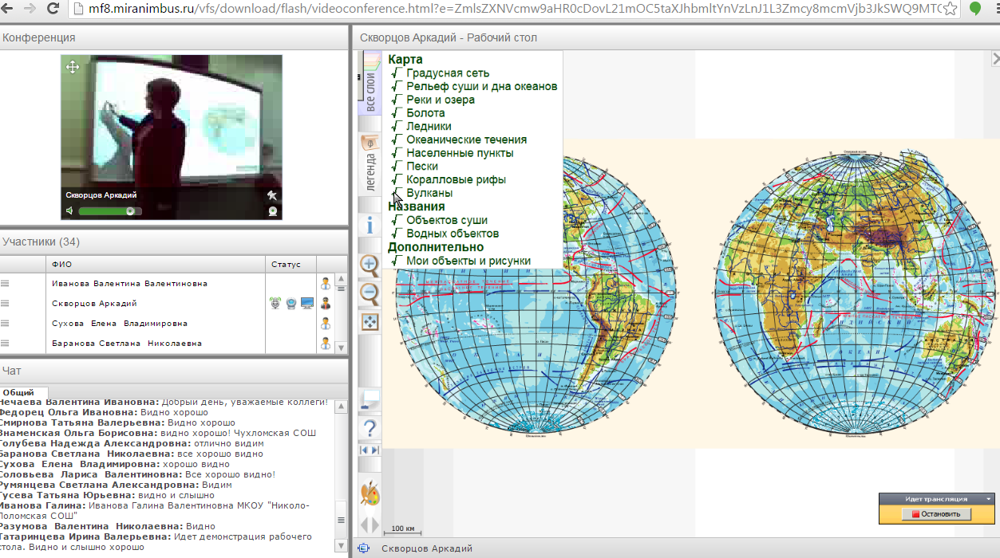 mf8.miranimbus.ru/vfs/download/flash/videoconference.html?e=ZmlsZXNVcmw9aHR0cDovL21mOC5taXJhbmltYnVzLnJ1L3Zmcy8mcmVjb3JkSWQ9MTC
Конференция
Скворцов Аркадий
Участники (34)
ФИО Статус
Иванова Валентина Валентиновна
Скворцов Аркадий
Сухова Елена Владимировна
Баранова Светлана Николаевна
Чат
Общий
Нечаева Валентина Ивановна: Добрый день, уважаемые коллеги!
Федорец Ольга Ивановна: Видно хорошо
Смирнова Татьяна Валерьевна: Видно хорошо
Знаменская Ольга Борисовна: видно хорошо! Чухломская СОШ
Голубева Надежда Александровна: отлично видим
Баранова Светлана Николаевна: все хорошо видно
Сухова Елена Владимировна: хорошо видно
Соловьева Лариса Валентиновна: Все хорошо видно!
Румянцева Светлана Александровна: Видим
Гусева Татьяна Юрьевна: видно и слышно
Иванова Галина: Иванова Галина Валентиновна МКОУ "Николо-
Поломская СОШ"
Разумова Валентина Николаевна: Видно
Татаринцева Ирина Валерьевна: Идет демонстрация рабочего
стола. Видно и слышно хорошо
Скворцов Аркадий - Рабочий стол
все слои
легенда
Карта
Градусная сеть
Рельеф суши и дна океанов
Реки и озера
Болота
Ледники
Океанические течения
Населенные пункты
Пески
Коралловые рифы
Вулканы
Названия
Объектов суши
Водных объектов
Дополнительно
Мои объекты и рисунки
100 км
Идет трансляция
Остановить
Скворцов Аркадий